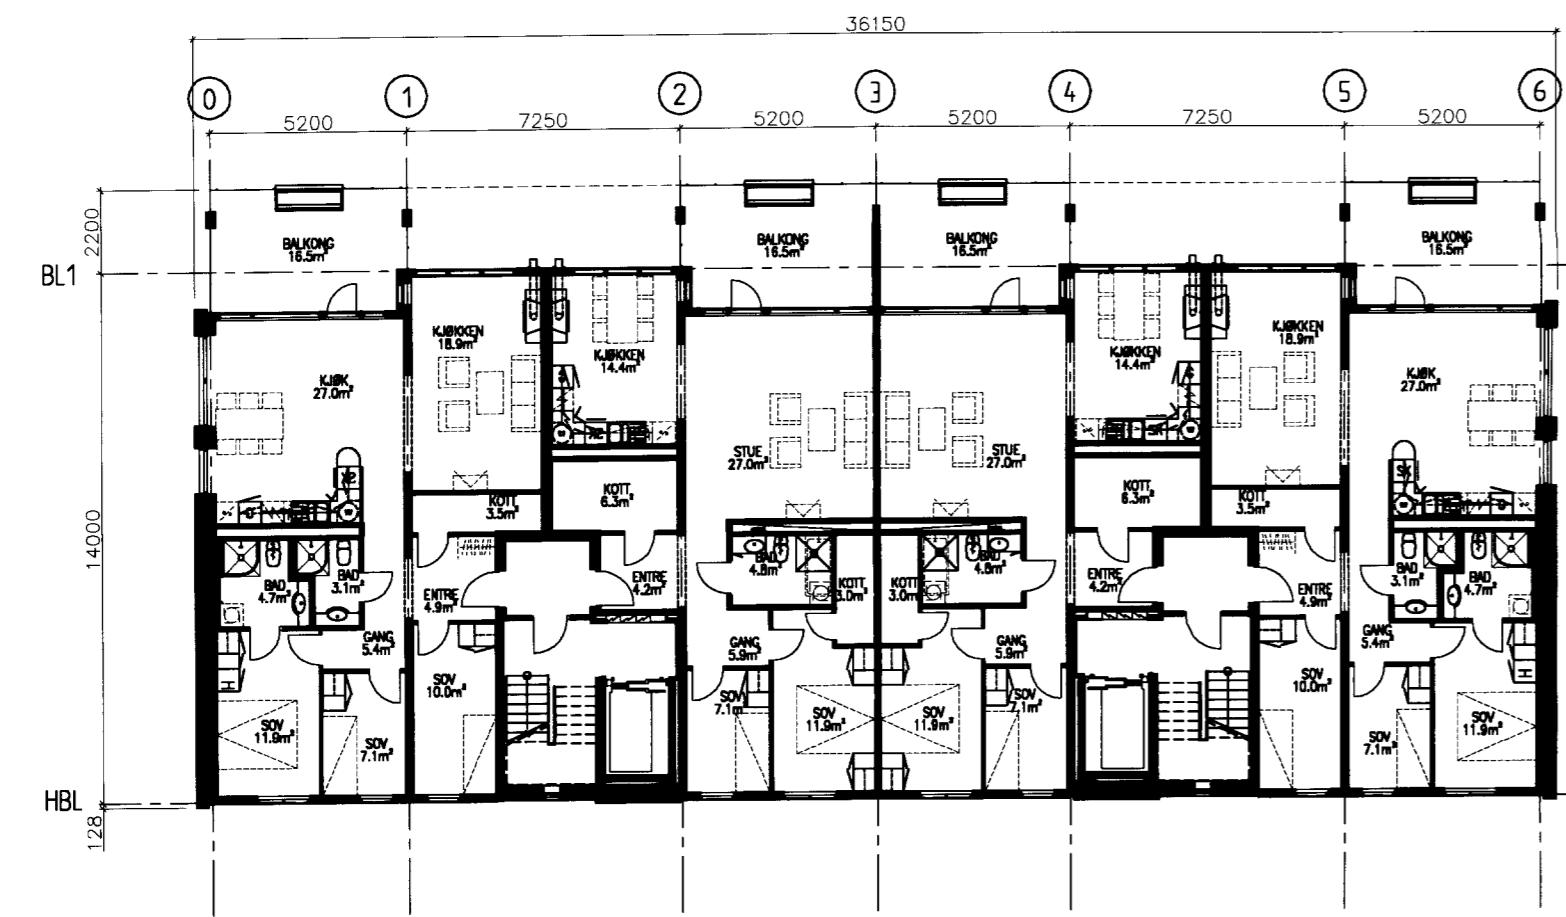 36150
0 1 2 3 4 5 6
5200 7250 5200 5200 7250 5200
2200
BL1
14000
HBL
128
BALKONG
16.5m²
BALKONG
16.5m²
BALKONG
16.5m²
BALKONG
16.5m²
KJØK
27.0m²
KJØKKEN
18.9m²
KJØKKEN
14.4m²
STUE
27.0m²
STUE
27.0m²
KJØKKEN
14.4m²
KJØKKEN
18.9m²
KJØK
27.0m²
KOTT
3.5m²
KOTT
6.3m²
KOTT
6.3m²
KOTT
3.5m²
BAD
4.7m²
BAD
3.1m²
ENTRE
4.9m²
ENTRE
4.2m²
BAD
4.8m²
KOTT
3.0m²
KOTT
3.0m²
BAD
4.8m²
ENTRE
4.2m²
ENTRE
4.9m²
BAD
3.1m²
BAD
4.7m²
GANG
5.4m²
GANG
5.9m²
GANG
5.9m²
GANG
5.4m²
SOV
11.9m²
SOV
7.1m²
SOV
10.0m²
SOV
7.1m²
SOV
11.9m²
SOV
11.9m²
SOV
7.1m²
SOV
10.0m²
SOV
7.1m²
SOV
11.9m²